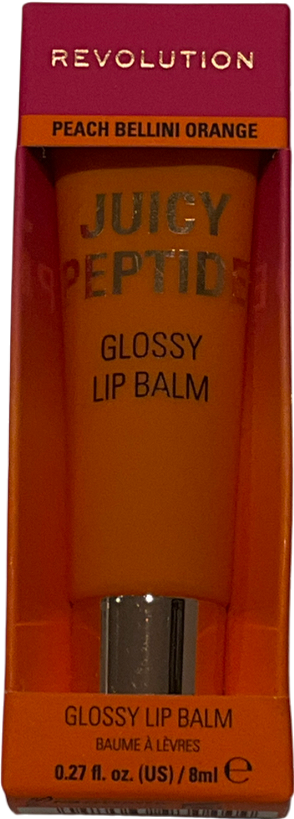 REVOLUTION
PEACH BELLINI ORANGE
JUICY
PEPTIDE
GLOSSY
LIP BALM
GLOSSY LIP BALM
BAUME À LÈVRES
0.27 fl. oz. (US) / 8ml ℮